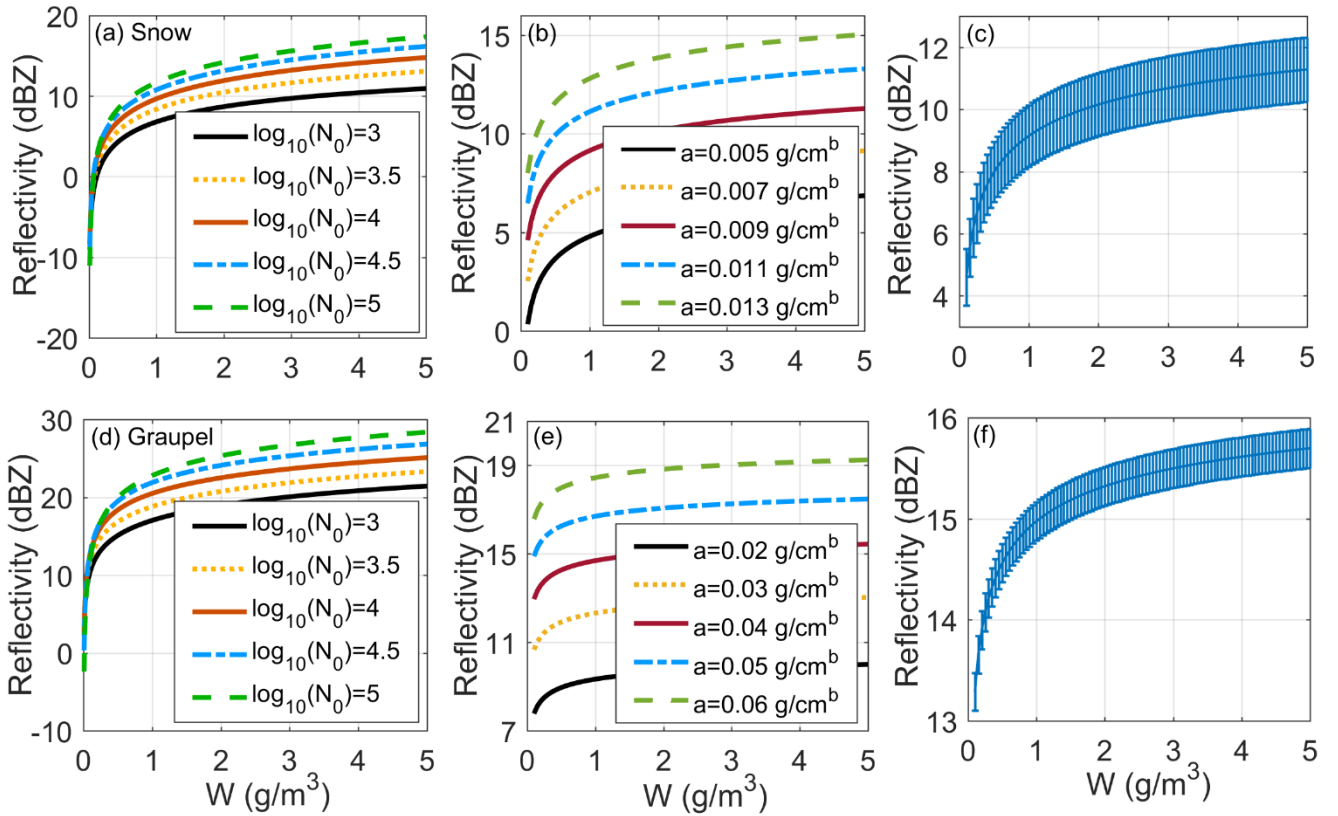 (a) Snow
Reflectivity (dBZ)
20
10
0
-10
-20
log10(N0)=3
log10(N0)=3.5
log10(N0)=4
log10(N0)=4.5
log10(N0)=5
0 1 2 3 4 5
(b)
Reflectivity (dBZ)
15
10
5
0
a=0.005 g/cm^b
a=0.007 g/cm^b
a=0.009 g/cm^b
a=0.011 g/cm^b
a=0.013 g/cm^b
0 1 2 3 4 5
(c)
Reflectivity (dBZ)
12
10
8
6
4
0 1 2 3 4 5
(d) Graupel
Reflectivity (dBZ)
30
20
10
0
-10
log10(N0)=3
log10(N0)=3.5
log10(N0)=4
log10(N0)=4.5
log10(N0)=5
0 1 2 3 4 5
W (g/m³)
(e)
Reflectivity (dBZ)
21
19
15
11
7
a=0.02 g/cm^b
a=0.03 g/cm^b
a=0.04 g/cm^b
a=0.05 g/cm^b
a=0.06 g/cm^b
0 1 2 3 4 5
W (g/m³)
(f)
Reflectivity (dBZ)
16
15
14
13
0 1 2 3 4 5
W (g/m³)